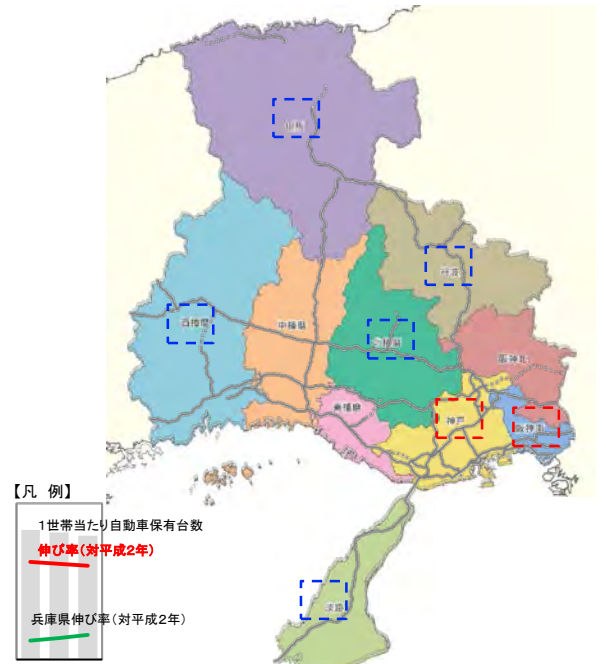 但馬
丹波
西播磨
中播磨
北播磨
阪神北
東播磨
神戸
阪神南
【凡 例】
1世帯当たり自動車保有台数
伸び率(対平成2年)
兵庫県伸び率(対平成2年)
淡路